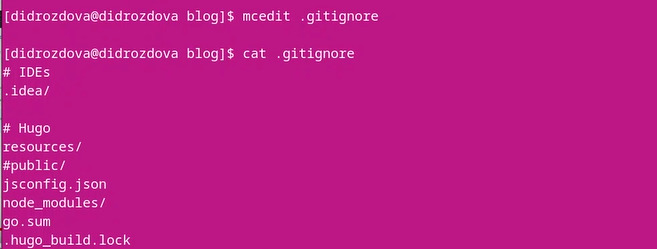 [didrozdova@didrozdova blog]$ mcedit .gitignore
[didrozdova@didrozdova blog]$ cat .gitignore
# IDEs
.idea/
# Hugo
resources/
#public/
jsconfig.json
node_modules/
go.sum
.hugo_build.lock